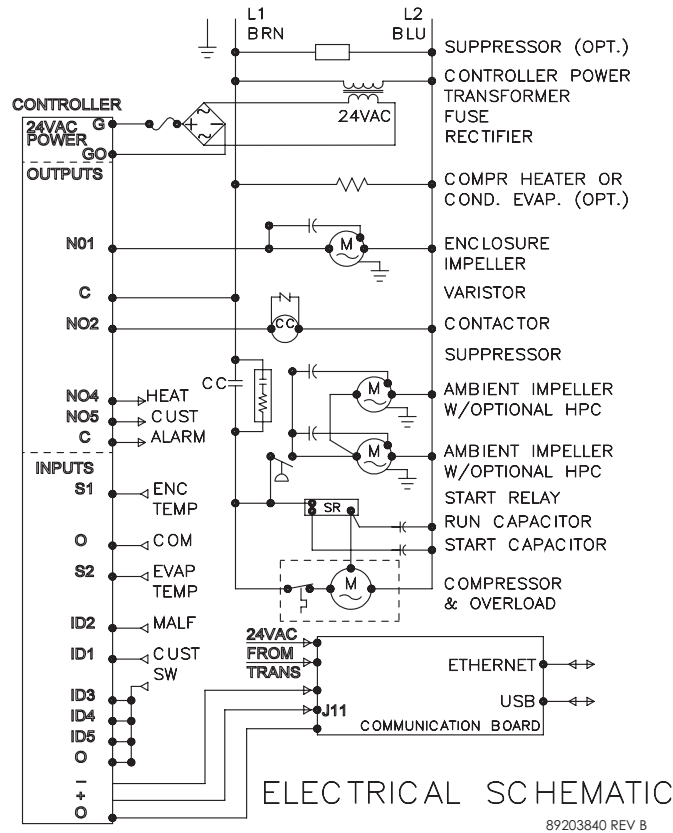 L1 L2
BRN BLU
SUPPRESSOR (OPT.)
CONTROLLER POWER
TRANSFORMER
FUSE
RECTIFIER
24VAC
CONTROLLER
24VAC G
POWER
GO
OUTPUTS
COMPR HEATER OR
COND. EVAP. (OPT.)
N01
M
ENCLOSURE
IMPELLER
C
VARISTOR
NO2
CC
CONTACTOR
SUPPRESSOR
CC
NO4 HEAT
NO5 CUST
C ALARM
M
AMBIENT IMPELLER
W/OPTIONAL HPC
M
AMBIENT IMPELLER
W/OPTIONAL HPC
INPUTS
S1 ENC
TEMP
START RELAY
SR
RUN CAPACITOR
START CAPACITOR
O COM
S2 EVAP
TEMP
M
COMPRESSOR
& OVERLOAD
ID2 MALF
ID1 CUST
SW
ID3
ID4
ID5
O
−
+
O
24VAC
FROM
TRANS
J11
ETHERNET
USB
COMMUNICATION BOARD
ELECTRICAL SCHEMATIC
89203840 REV B